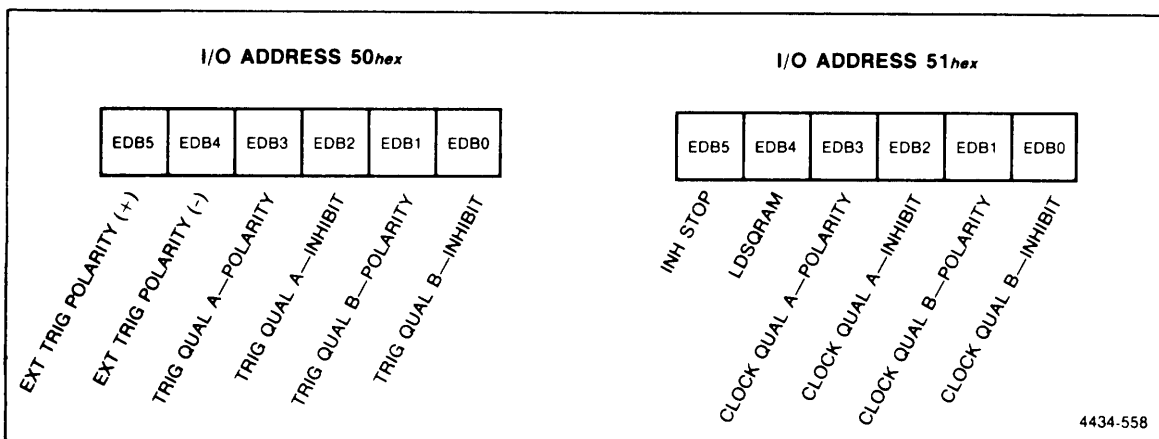 I/O ADDRESS 50hex
EDB5 EDB4 EDB3 EDB2 EDB1 EDB0
EXT TRIG POLARITY (+)
EXT TRIG POLARITY (-)
TRIG QUAL A—POLARITY
TRIG QUAL A—INHIBIT
TRIG QUAL B—POLARITY
TRIG QUAL B—INHIBIT
I/O ADDRESS 51hex
EDB5 EDB4 EDB3 EDB2 EDB1 EDB0
INH STOP
LDSQRAM
CLOCK QUAL A—POLARITY
CLOCK QUAL A—INHIBIT
CLOCK QUAL B—POLARITY
CLOCK QUAL B—INHIBIT
4434-558